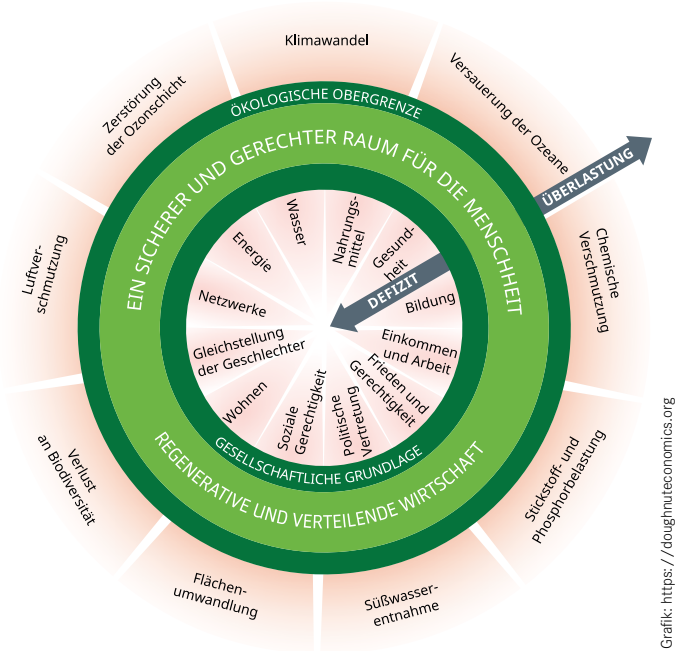 Klimawandel
Versauerung der Ozeane
ÜBERLASTUNG
Chemische
Verschmutzung
Stickstoff- und
Phosphorbelastung
Süßwasser-
entnahme
Flächen-
umwandlung
Verlust
an Biodiversität
Luftver-
schmutzung
Zerstörung
der Ozonschicht
ÖKOLOGISCHE OBERGRENZE
EIN SICHERER UND GERECHTER RAUM FÜR DIE MENSCHHEIT
Wasser
Nahrungs-
mittel
Gesund-
heit
DEFIZIT
Bildung
Einkommen
und Arbeit
Frieden und
Gerechtigkeit
Politische
Vertretung
Soziale
Gerechtigkeit
Wohnen
Gleichstellung
der Geschlechter
Netzwerke
Energie
GESELLSCHAFTLICHE GRUNDLAGE
REGENERATIVE UND VERTEILENDE WIRTSCHAFT
Grafik: https://doughnuteconomics.org